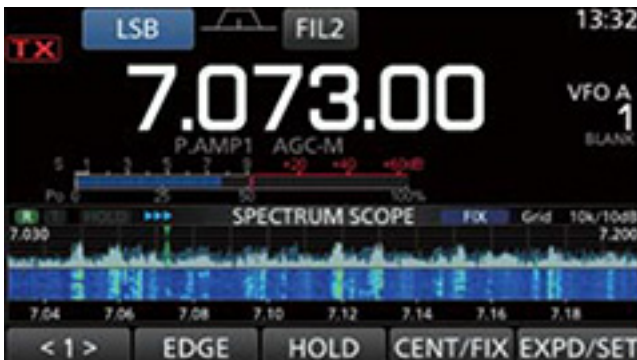 LSB FIL2 13:32
TX
7.073.00
VFO A
1
P.AMP1 AGC-M BLANK
S 1 3 5 7 9 +20 +40 +60dB
Po 0 25 50 100%
R HOLD SPECTRUM SCOPE FIX Grid 10k/10dB
7.030 7.200
7.04 7.06 7.08 7.10 7.12 7.14 7.16 7.18
< 1 > EDGE HOLD CENT/FIX EXPD/SET